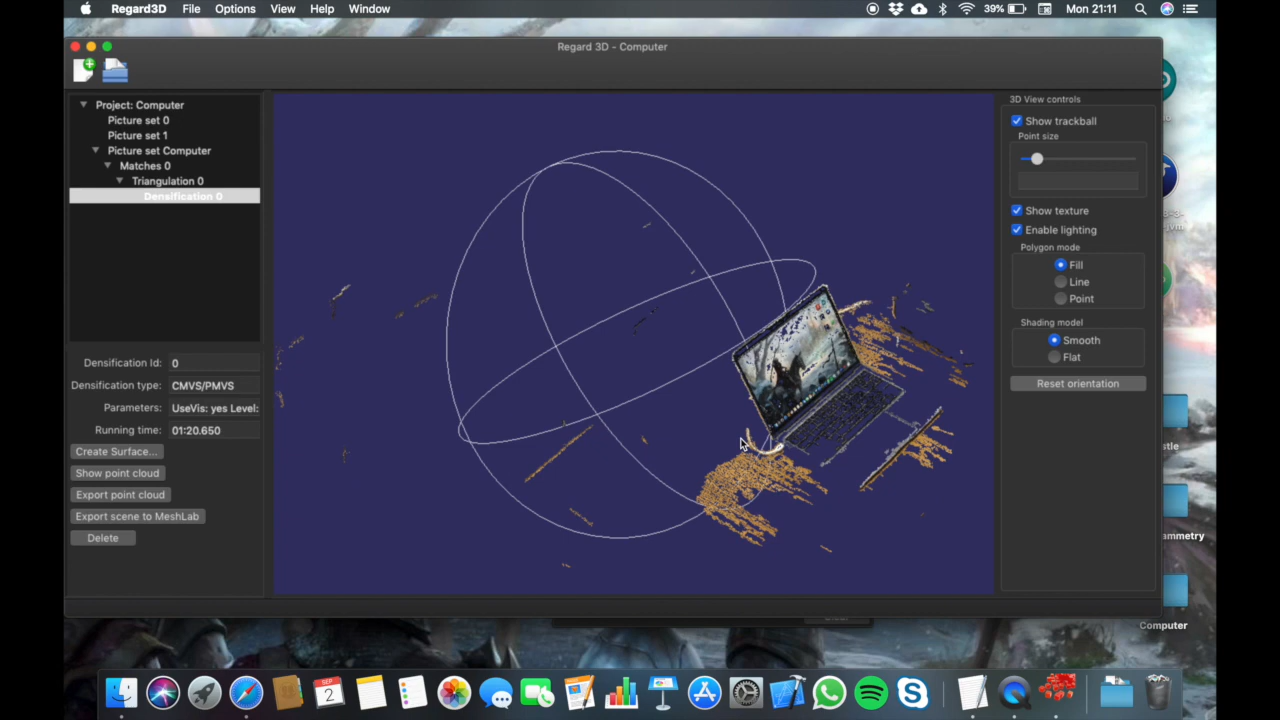 Regard3D File Options View Help Window 39% Mon 21:11
Regard 3D - Computer
Project: Computer
Picture set 0
Picture set 1
Picture set Computer
Matches 0
Triangulation 0
Densification 0
Densification Id: 0
Densification type: CMVS/PMVS
Parameters: UseVis: yes Level:
Running time: 01:20.650
Create Surface...
Show point cloud
Export point cloud
Export scene to MeshLab
Delete
3D View controls
Show trackball
Point size
Show texture
Enable lighting
Polygon mode
Fill
Line
Point
Shading model
Smooth
Flat
Reset orientation
stle
ammetry
Computer
SEP
2